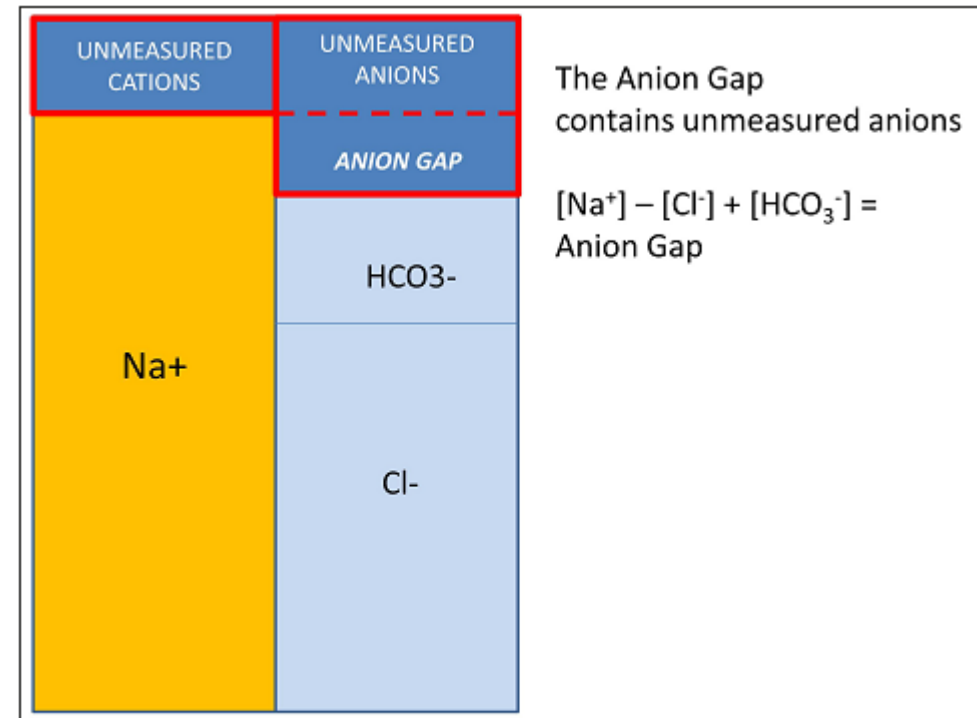 UNMEASURED
CATIONS
UNMEASURED
ANIONS
ANION GAP
HCO3-
Na+
Cl-
The Anion Gap
contains unmeasured anions
[Na⁺] – [Cl⁻] + [HCO₃⁻] =
Anion Gap